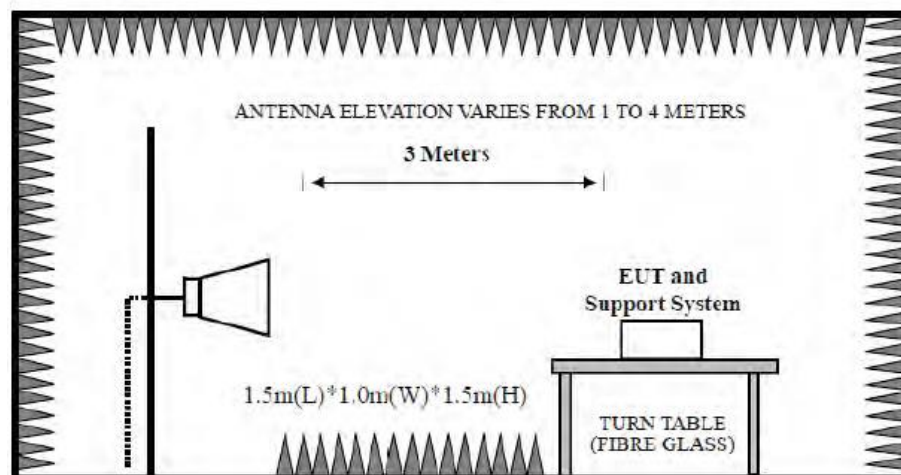 ANTENNA ELEVATION VARIES FROM 1 TO 4 METERS
3 Meters
EUT and
Support System
1.5m(L)*1.0m(W)*1.5m(H)
TURN TABLE
(FIBRE GLASS)